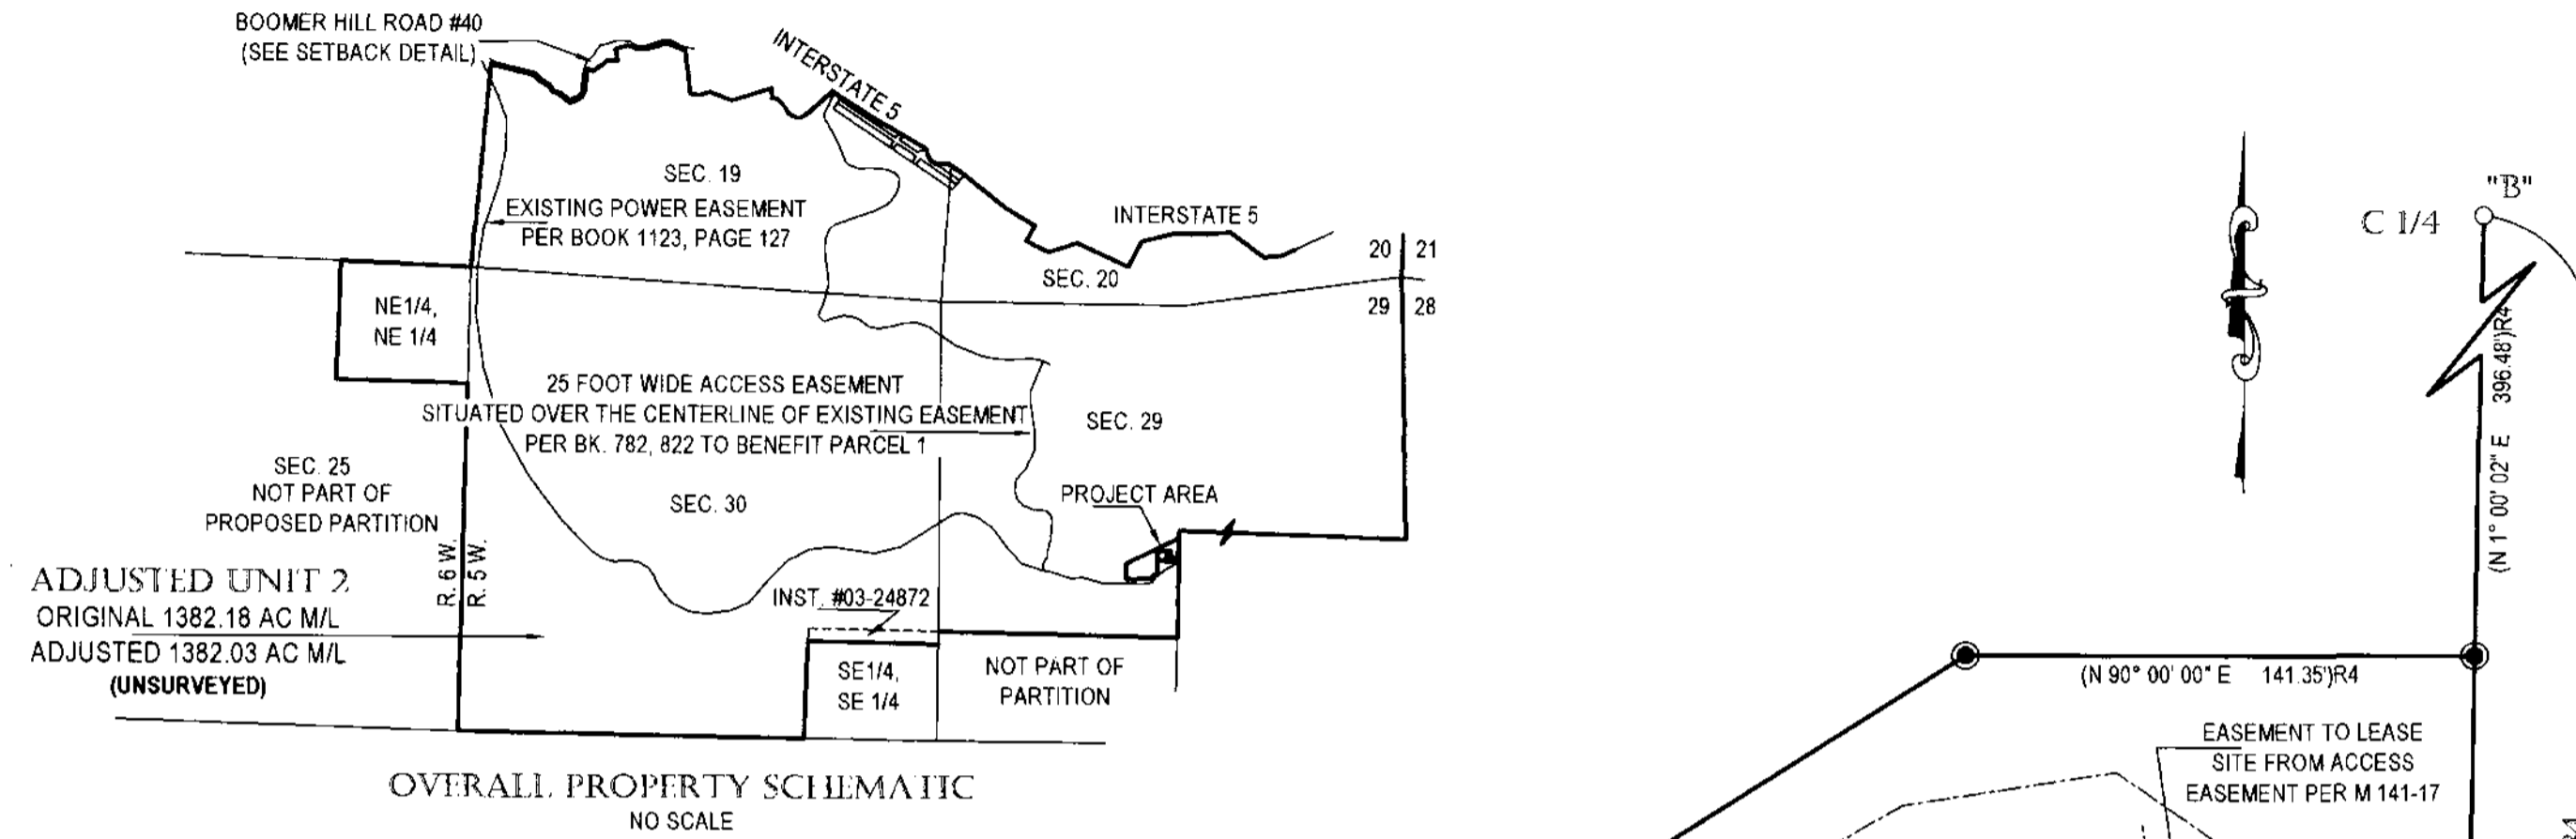 BOOMER HILL ROAD #40
(SEE SETBACK DETAIL)
INTERSTATE 5
SEC. 19
EXISTING POWER EASEMENT
PER BOOK 1123, PAGE 127
INTERSTATE 5
SEC. 20
20 21
29 28
NE1/4,
NE 1/4
25 FOOT WIDE ACCESS EASEMENT
SITUATED OVER THE CENTERLINE OF EXISTING EASEMENT
PER BK. 782, 822 TO BENEFIT PARCEL 1
SEC. 29
SEC. 25
NOT PART OF
PROPOSED PARTITION
SEC. 30
PROJECT AREA
R. 6 W.
R. 5 W.
ADJUSTED UNIT 2
ORIGINAL 1382.18 AC M/L
ADJUSTED 1382.03 AC M/L
(UNSURVEYED)
INST. #03-24872
SE1/4,
SE 1/4
NOT PART OF
PARTITION
OVERALL PROPERTY SCHEMATIC
NO SCALE
"B"
C 1/4
(N 1° 00' 02" E 396.48')R4
(N 90° 00' 00" E 141.35')R4
EASEMENT TO LEASE
SITE FROM ACCESS
EASEMENT PER M 141-17